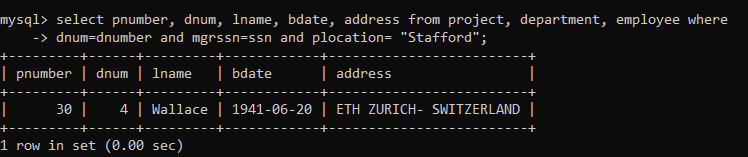 mysql> select pnumber, dnum, lname, bdate, address from project, department, employee where
    -> dnum=dnumber and mgrssn=ssn and plocation= "Stafford";
+---------+------+---------+------------+-------------------------+
| pnumber | dnum | lname   | bdate      | address                 |
+---------+------+---------+------------+-------------------------+
|      30 |    4 | Wallace | 1941-06-20 | ETH ZURICH- SWITZERLAND |
+---------+------+---------+------------+-------------------------+
1 row in set (0.00 sec)